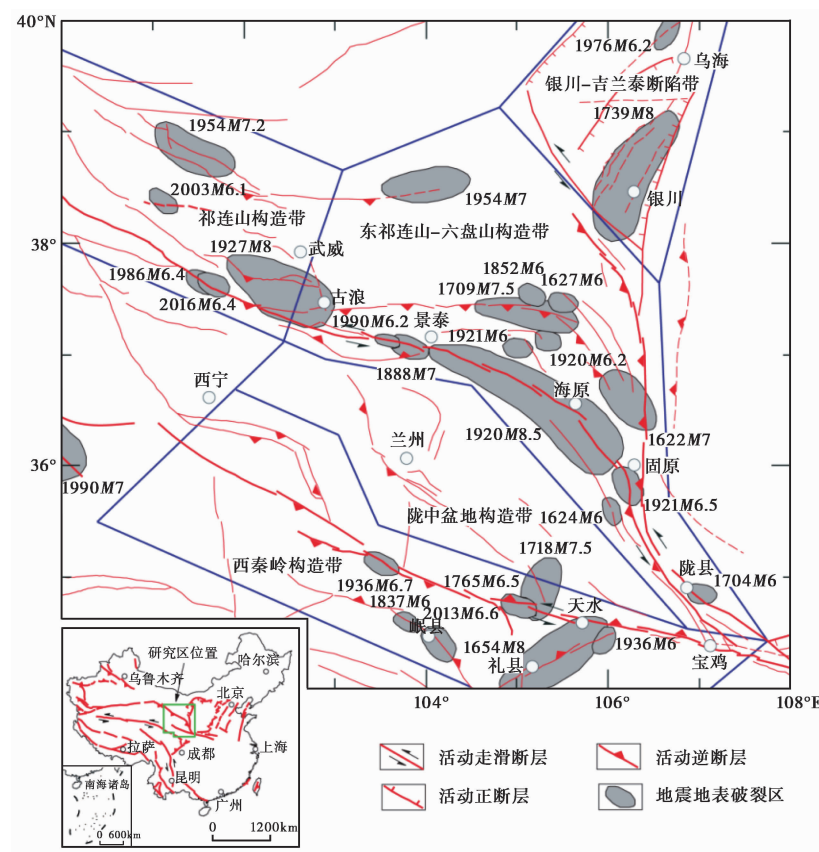 40°N
1976M6.2
乌海
银川-吉兰泰断陷带
1739M8
1954M7.2
2003M6.1
1954M7
银川
祁连山构造带
东祁连山-六盘山构造带
38°
1927M8
武威
1986M6.4
1852M6
1627M6
2016M6.4
古浪
1709M7.5
1990M6.2
景泰
1921M6
1920M6.2
1888M7
西宁
海原
兰州
1920M8.5
1622M7
36°
固原
1990M7
1921M6.5
陇中盆地构造带
1624M6
1718M7.5
西秦岭构造带
陇县
1936M6.7
1765M6.5
1704M6
1837M6
2013M6.6
天水
岷县
1654M8
1936M6
礼县
宝鸡
104°
106°
108°E
研究区位置
哈尔滨
乌鲁木齐
北京
拉萨
成都
上海
昆明
南海诸岛
广州
0 600km
0 1200km
活动走滑断层
活动逆断层
活动正断层
地震地表破裂区